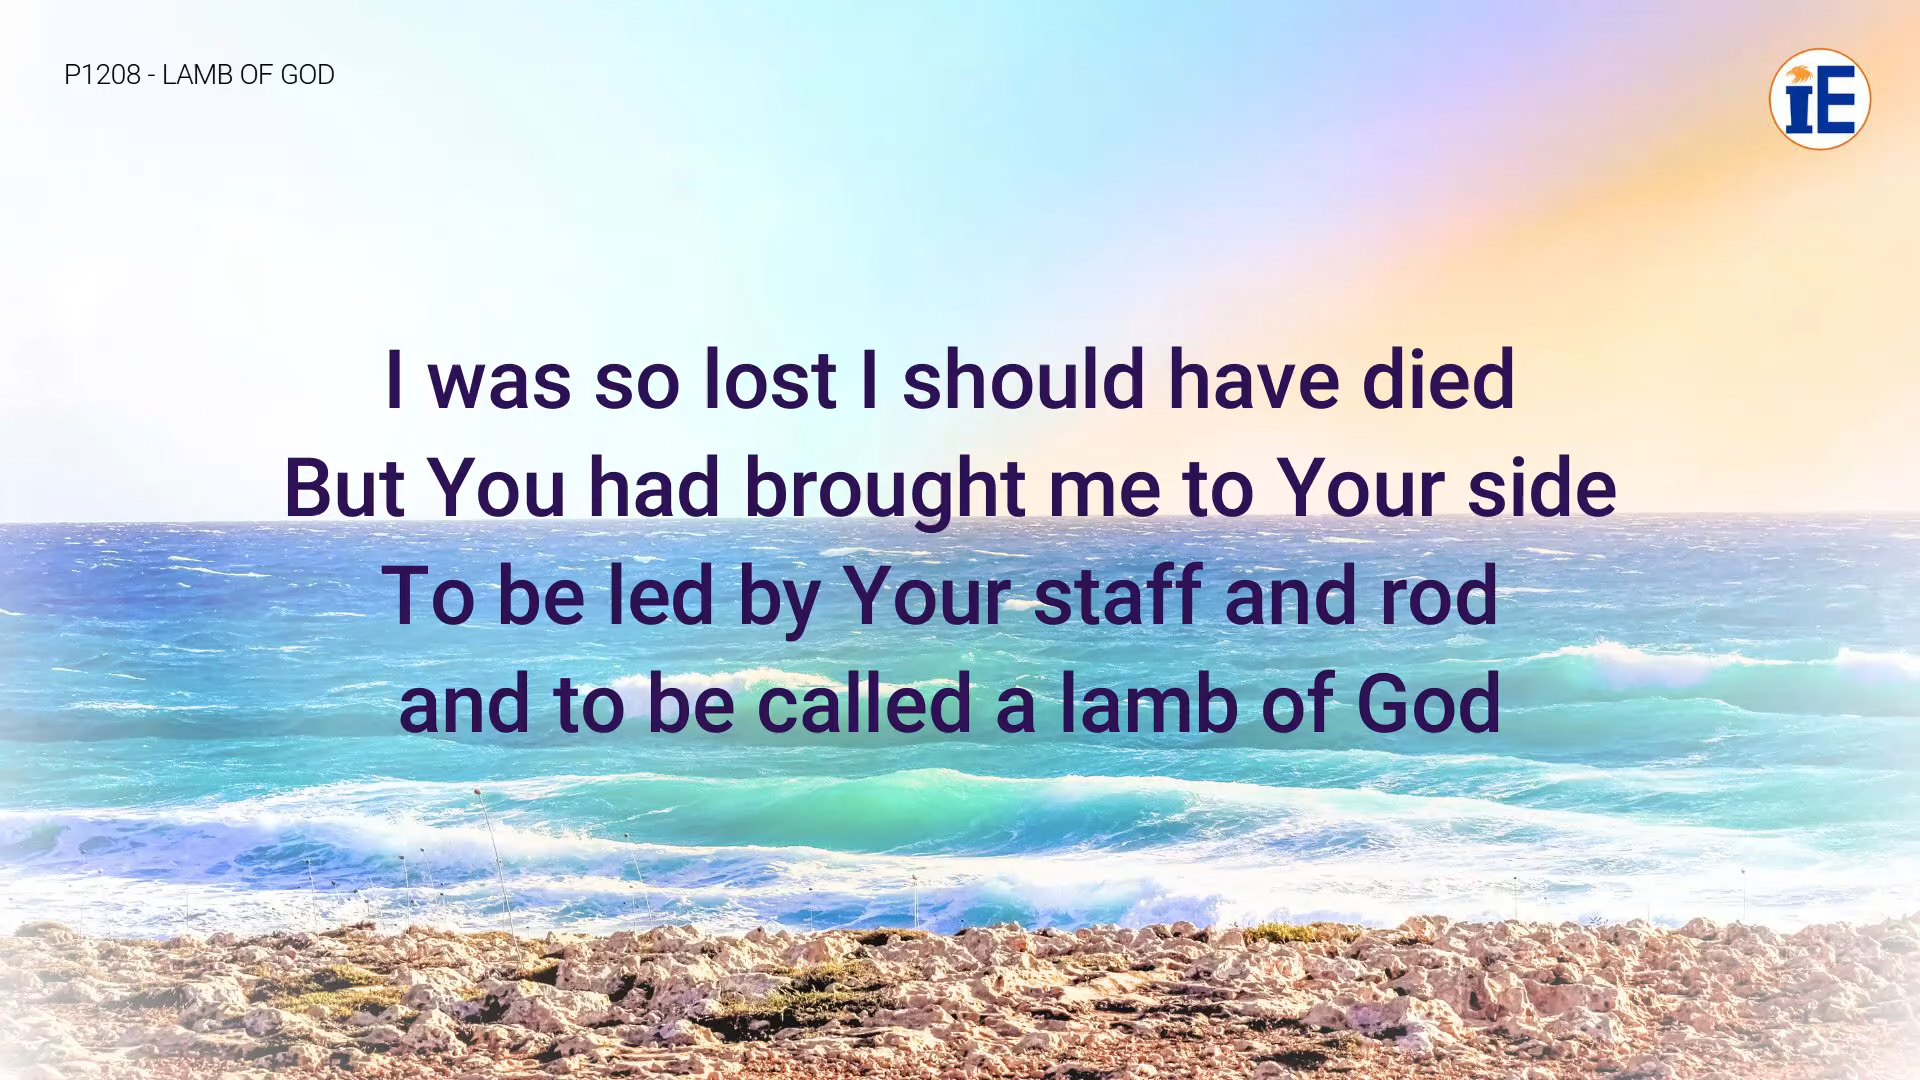 P1208 - LAMB OF GOD
iE
I was so lost I should have died
But You had brought me to Your side
To be led by Your staff and rod
and to be called a lamb of God